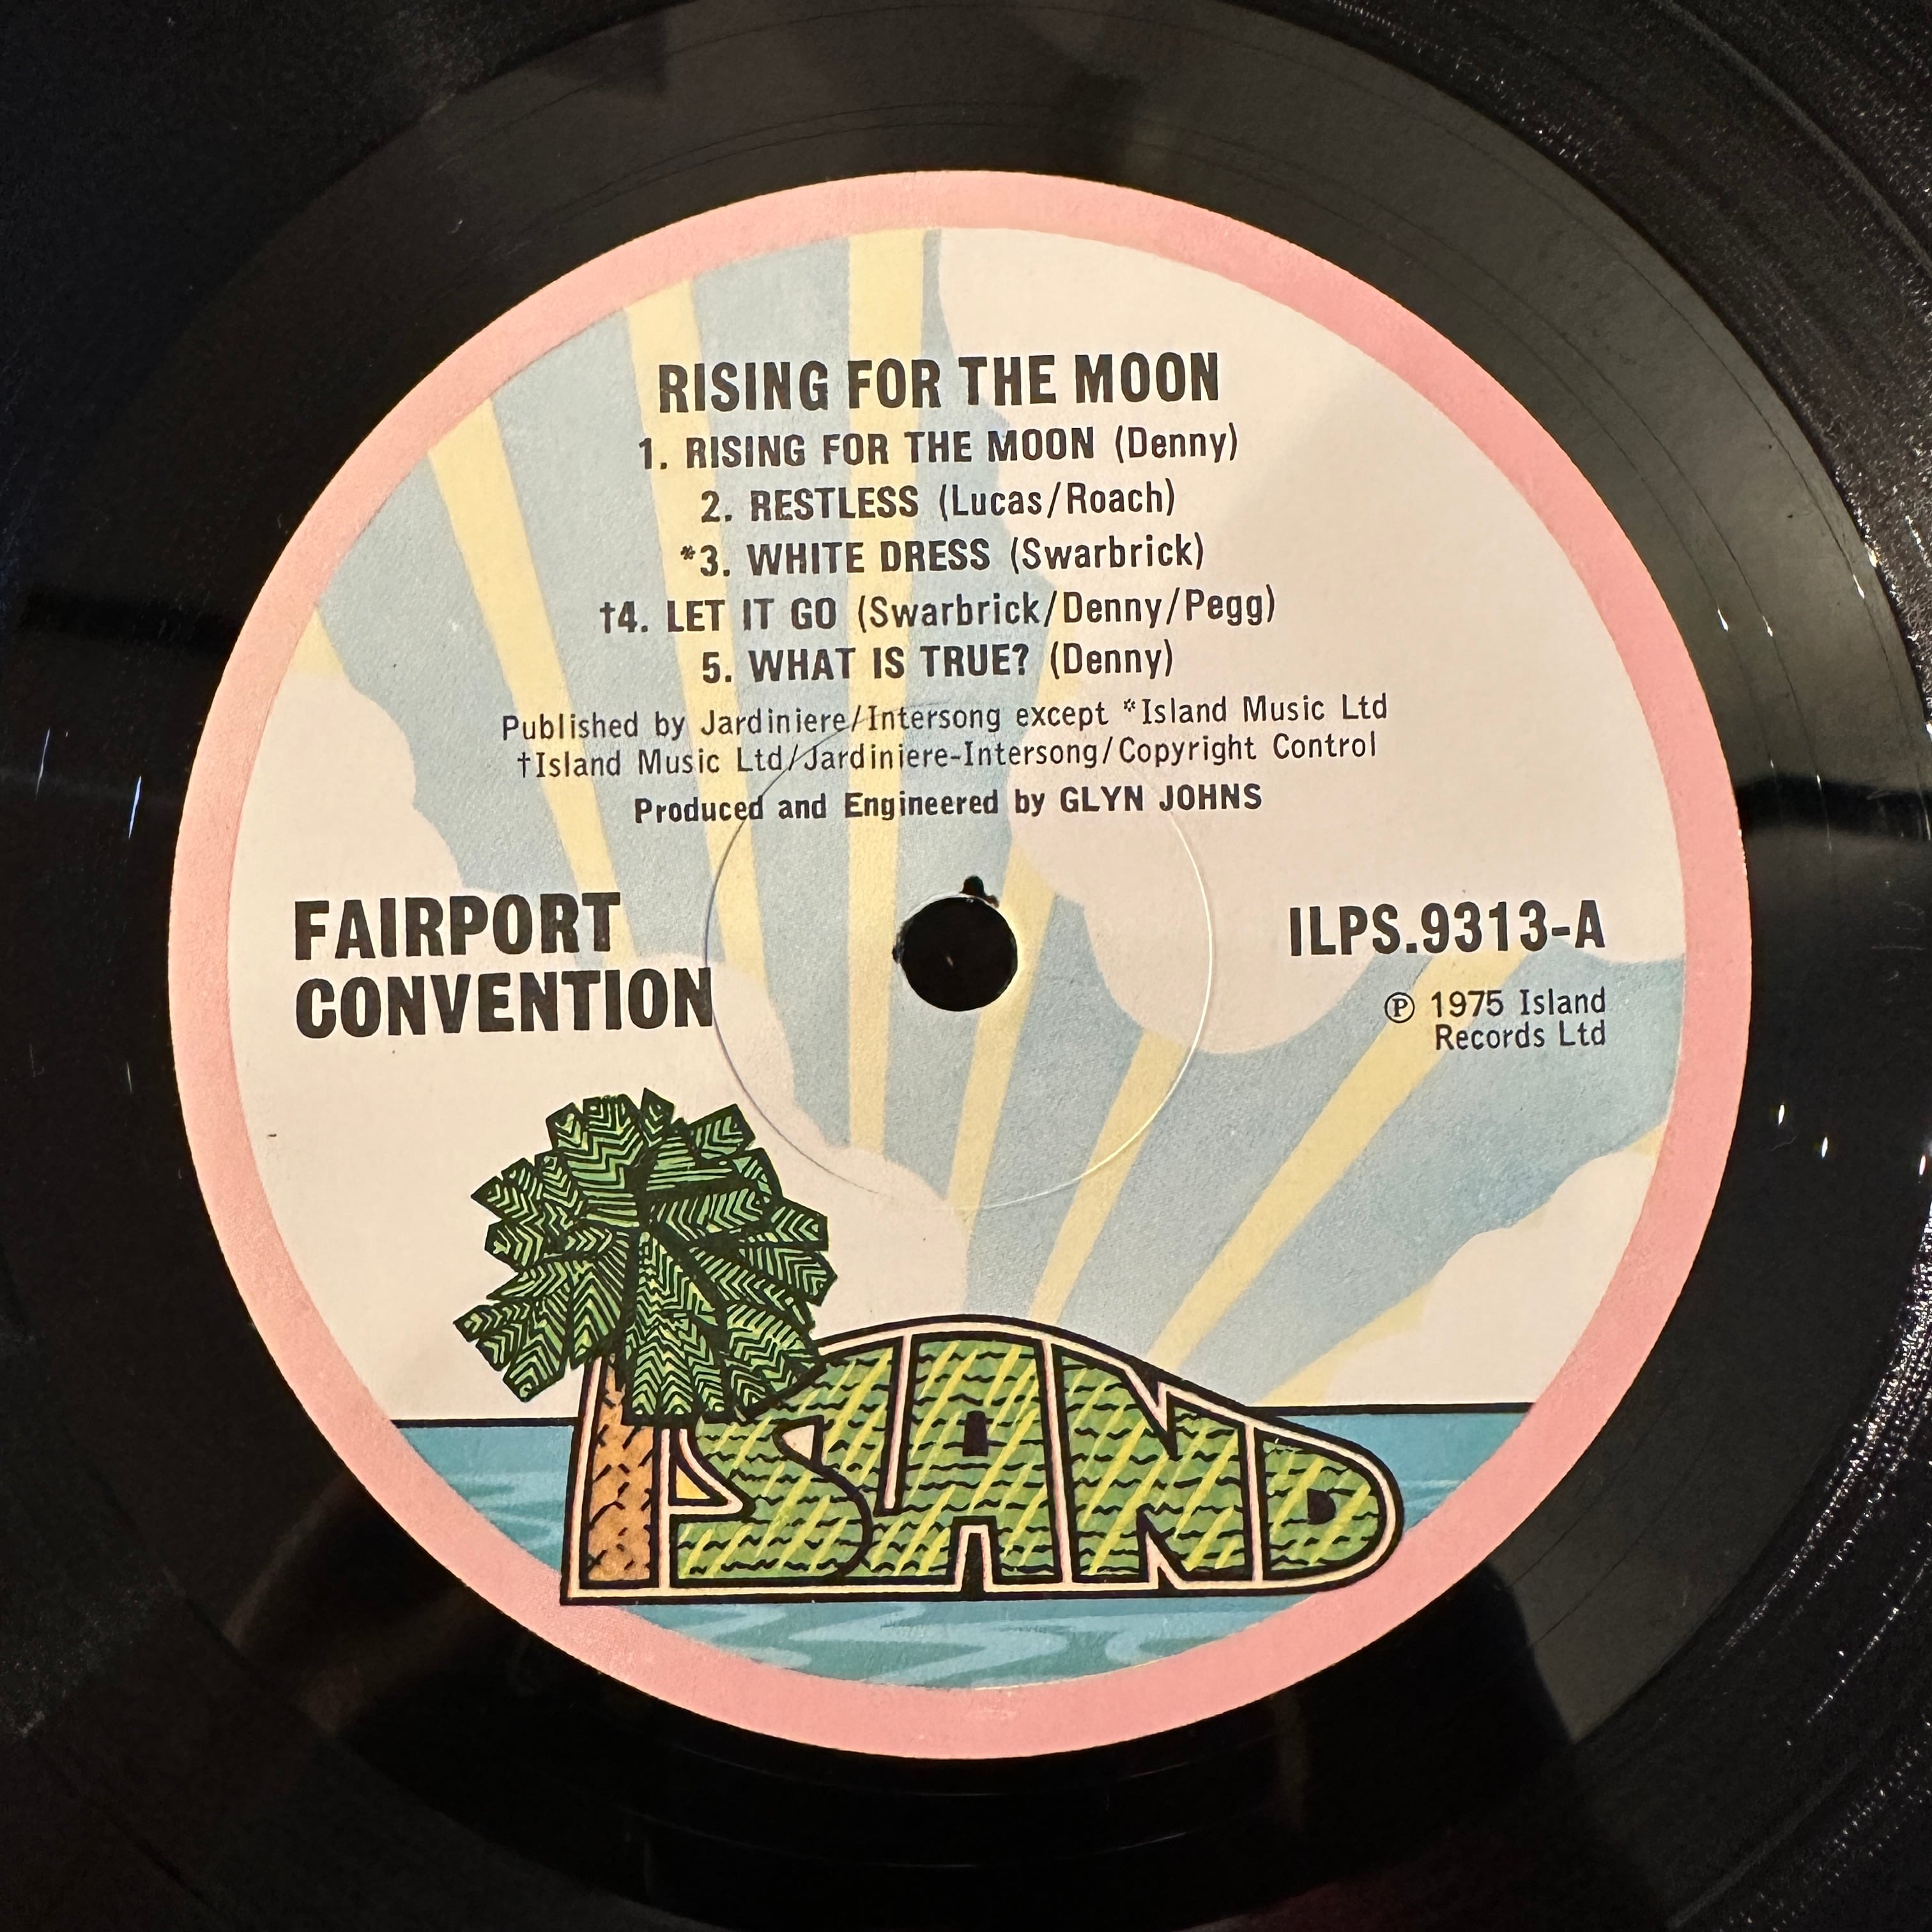 RISING FOR THE MOON
1. RISING FOR THE MOON (Denny)
2. RESTLESS (Lucas/Roach)
*3. WHITE DRESS (Swarbrick)
†4. LET IT GO (Swarbrick/Denny/Pegg)
5. WHAT IS TRUE? (Denny)
Published by Jardiniere/Intersong except *Island Music Ltd
†Island Music Ltd/Jardiniere-Intersong/Copyright Control
Produced and Engineered by GLYN JOHNS
FAIRPORT
CONVENTION
ILPS.9313-A
℗ 1975 Island
Records Ltd
ISLAND